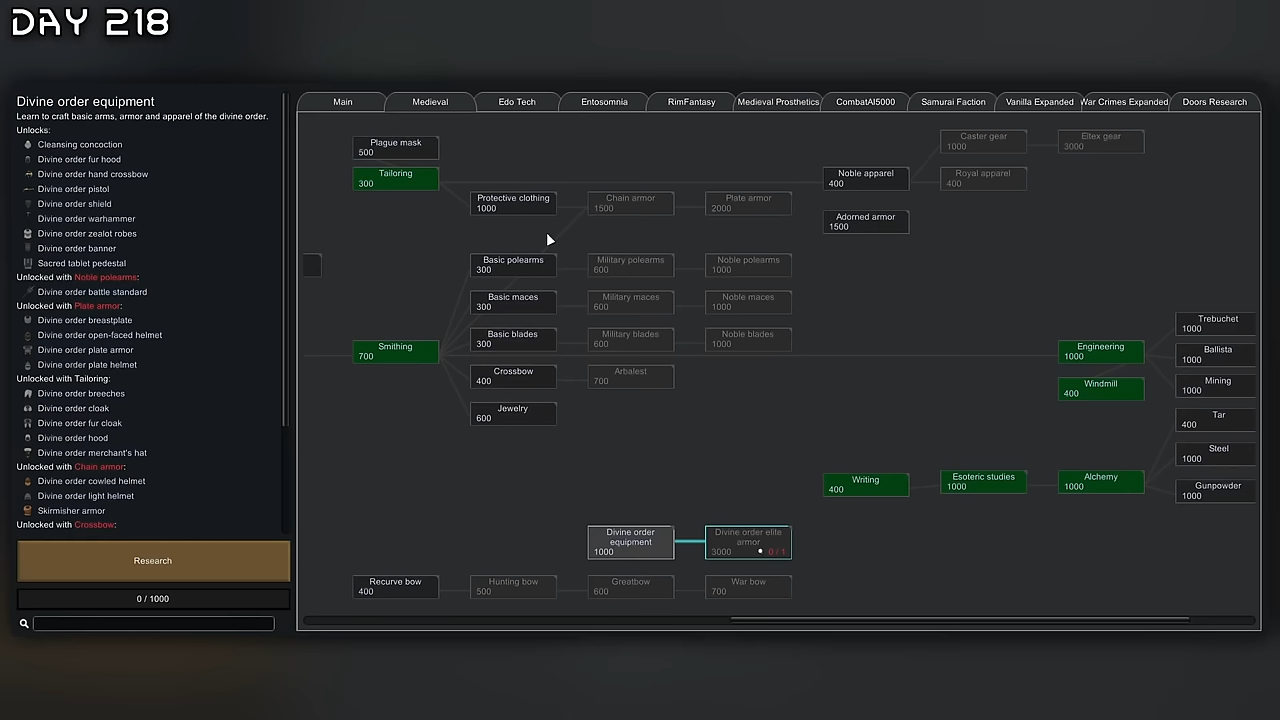 DAY 218
Main
Medieval
Edo Tech
Entosomnia
RimFantasy
Medieval Prosthetics
CombatAI5000
Samurai Faction
Vanilla Expanded
War Crimes Expanded
Doors Research
Divine order equipment
Learn to craft basic arms, armor and apparel of the divine order.
Unlocks:
Cleansing concoction
Divine order fur hood
Divine order hand crossbow
Divine order pistol
Divine order shield
Divine order warhammer
Divine order zealot robes
Divine order banner
Sacred tablet pedestal
Unlocked with Noble polearms:
Divine order battle standard
Unlocked with Plate armor:
Divine order breastplate
Divine order open-faced helmet
Divine order plate armor
Divine order plate helmet
Unlocked with Tailoring:
Divine order breeches
Divine order cloak
Divine order fur cloak
Divine order hood
Divine order merchant's hat
Unlocked with Chain armor:
Divine order cowled helmet
Divine order light helmet
Skirmisher armor
Unlocked with Crossbow:
Research
0 / 1000
Plague mask
500
Tailoring
300
Protective clothing
1000
Chain armor
1500
Plate armor
2000
Noble apparel
400
Adorned armor
1500
Caster gear
1000
Royal apparel
400
Eltex gear
3000
Basic polearms
300
Military polearms
600
Noble polearms
1000
Basic maces
300
Military maces
600
Noble maces
1000
Smithing
700
Basic blades
300
Military blades
600
Noble blades
1000
Crossbow
400
Arbalest
700
Jewelry
600
Engineering
1000
Windmill
400
Trebuchet
1000
Ballista
1000
Mining
1000
Tar
400
Steel
1000
Gunpowder
1000
Writing
400
Esoteric studies
1000
Alchemy
1000
Divine order
equipment
1000
Divine order elite
armor
3000
0 / 1
Recurve bow
400
Hunting bow
500
Greatbow
600
War bow
700